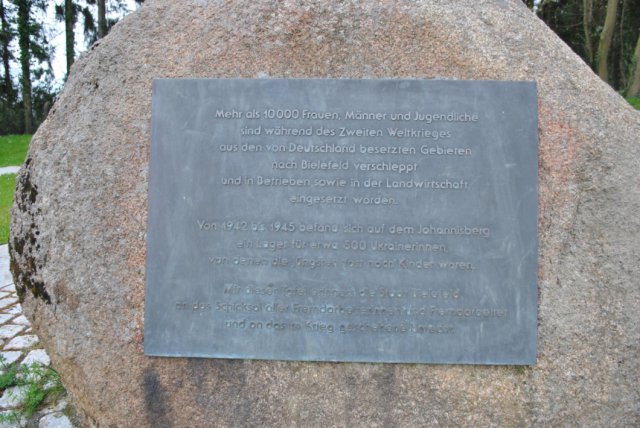 Mehr als 10000 Frauen, Männer und Jugendliche
sind während des Zweiten Weltkrieges
aus den von Deutschland besetzten Gebieten
nach Bielefeld verschleppt
und in Betrieben sowie in der Landwirtschaft
eingesetzt worden.
Von 1942 bis 1945 befand sich auf dem Johannisberg
ein Lager für etwa 600 Ukrainerinnen,
von denen die jüngsten fast noch Kinder waren.
Mit dieser Tafel erinnert die Stadt Bielefeld
an das Schicksal aller Fremdarbeiterinnen und Fremdarbeiter
und an das im Krieg geschehene Unrecht.